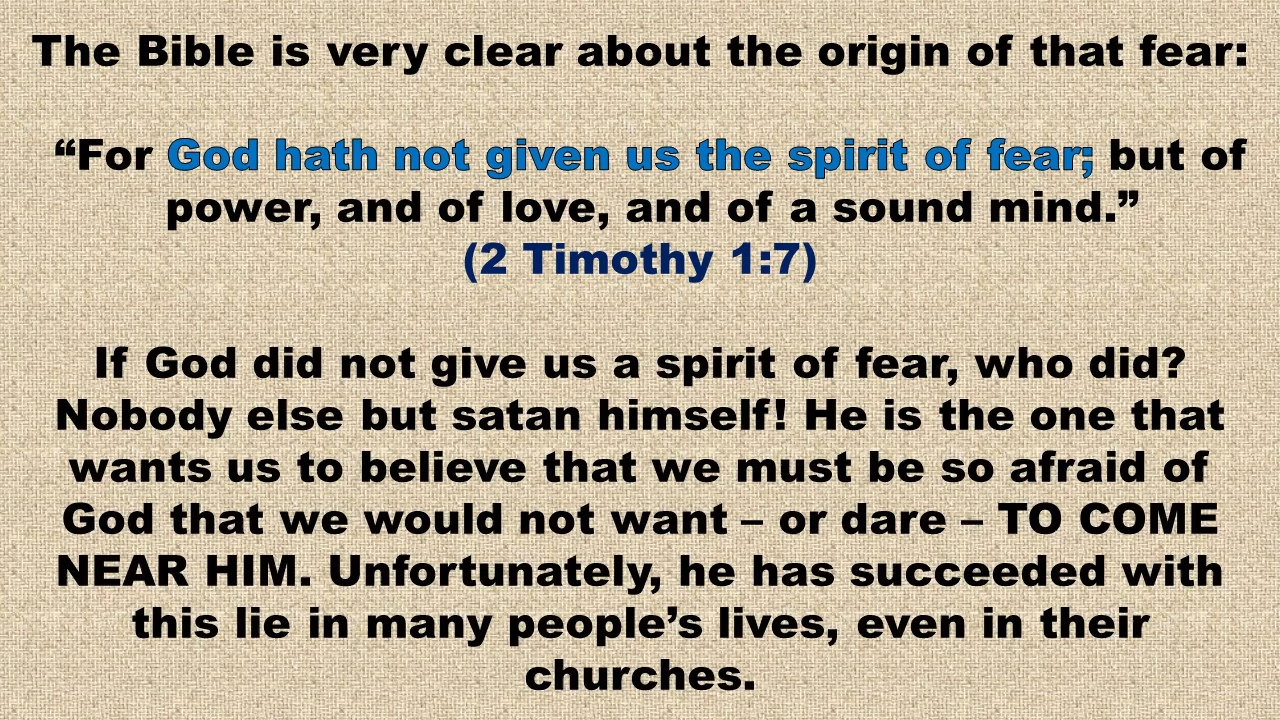 The Bible is very clear about the origin of that fear:
“For God hath not given us the spirit of fear; but of
power, and of love, and of a sound mind.”
(2 Timothy 1:7)
If God did not give us a spirit of fear, who did?
Nobody else but satan himself! He is the one that
wants us to believe that we must be so afraid of
God that we would not want – or dare – TO COME
NEAR HIM. Unfortunately, he has succeeded with
this lie in many people’s lives, even in their
churches.